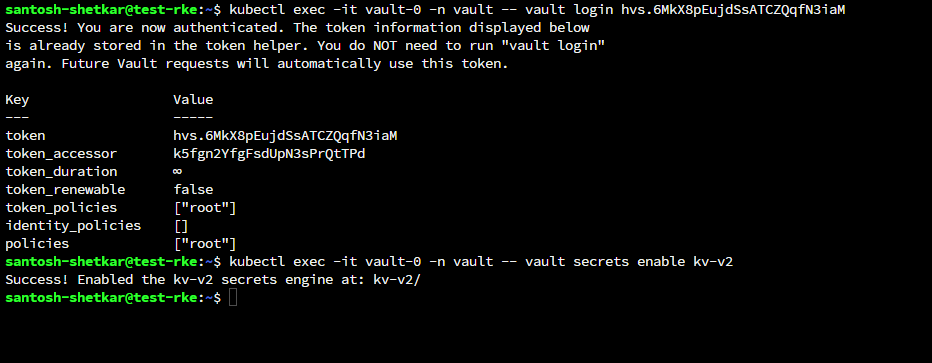 santosh-shetkar@test-rke:~$ kubectl exec -it vault-0 -n vault -- vault login hvs.6MkX8pEujdSsATCZQqfN3iaM
Success! You are now authenticated. The token information displayed below
is already stored in the token helper. You do NOT need to run "vault login"
again. Future Vault requests will automatically use this token.
Key                  Value
---                  -----
token                hvs.6MkX8pEujdSsATCZQqfN3iaM
token_accessor       k5fgn2YfgFsdUpN3sPrQtTPd
token_duration       ∞
token_renewable      false
token_policies       ["root"]
identity_policies    []
policies             ["root"]
santosh-shetkar@test-rke:~$ kubectl exec -it vault-0 -n vault -- vault secrets enable kv-v2
Success! Enabled the kv-v2 secrets engine at: kv-v2/
santosh-shetkar@test-rke:~$